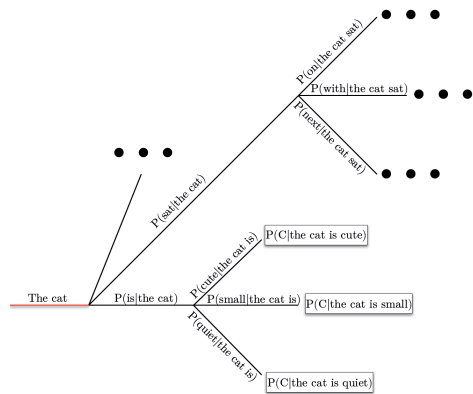 P(on|the cat sat)
P(with|the cat sat)
P(next|the cat sat)
P(sat|the cat)
The cat
P(is|the cat)
P(cute|the cat is)
P(C|the cat is cute)
P(small|the cat is)
P(C|the cat is small)
P(quiet|the cat is)
P(C|the cat is quiet)